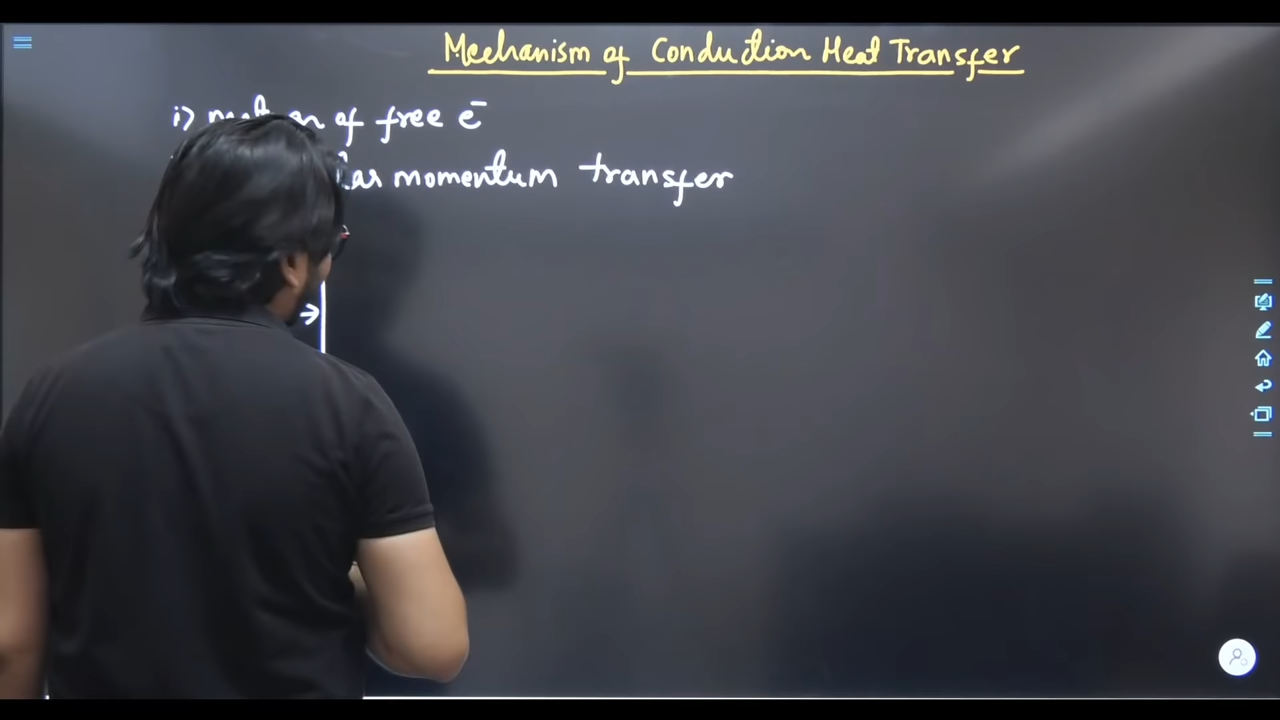 Mechanism of Conduction Heat Transfer
i) of free e⁻
momentum transfer
→